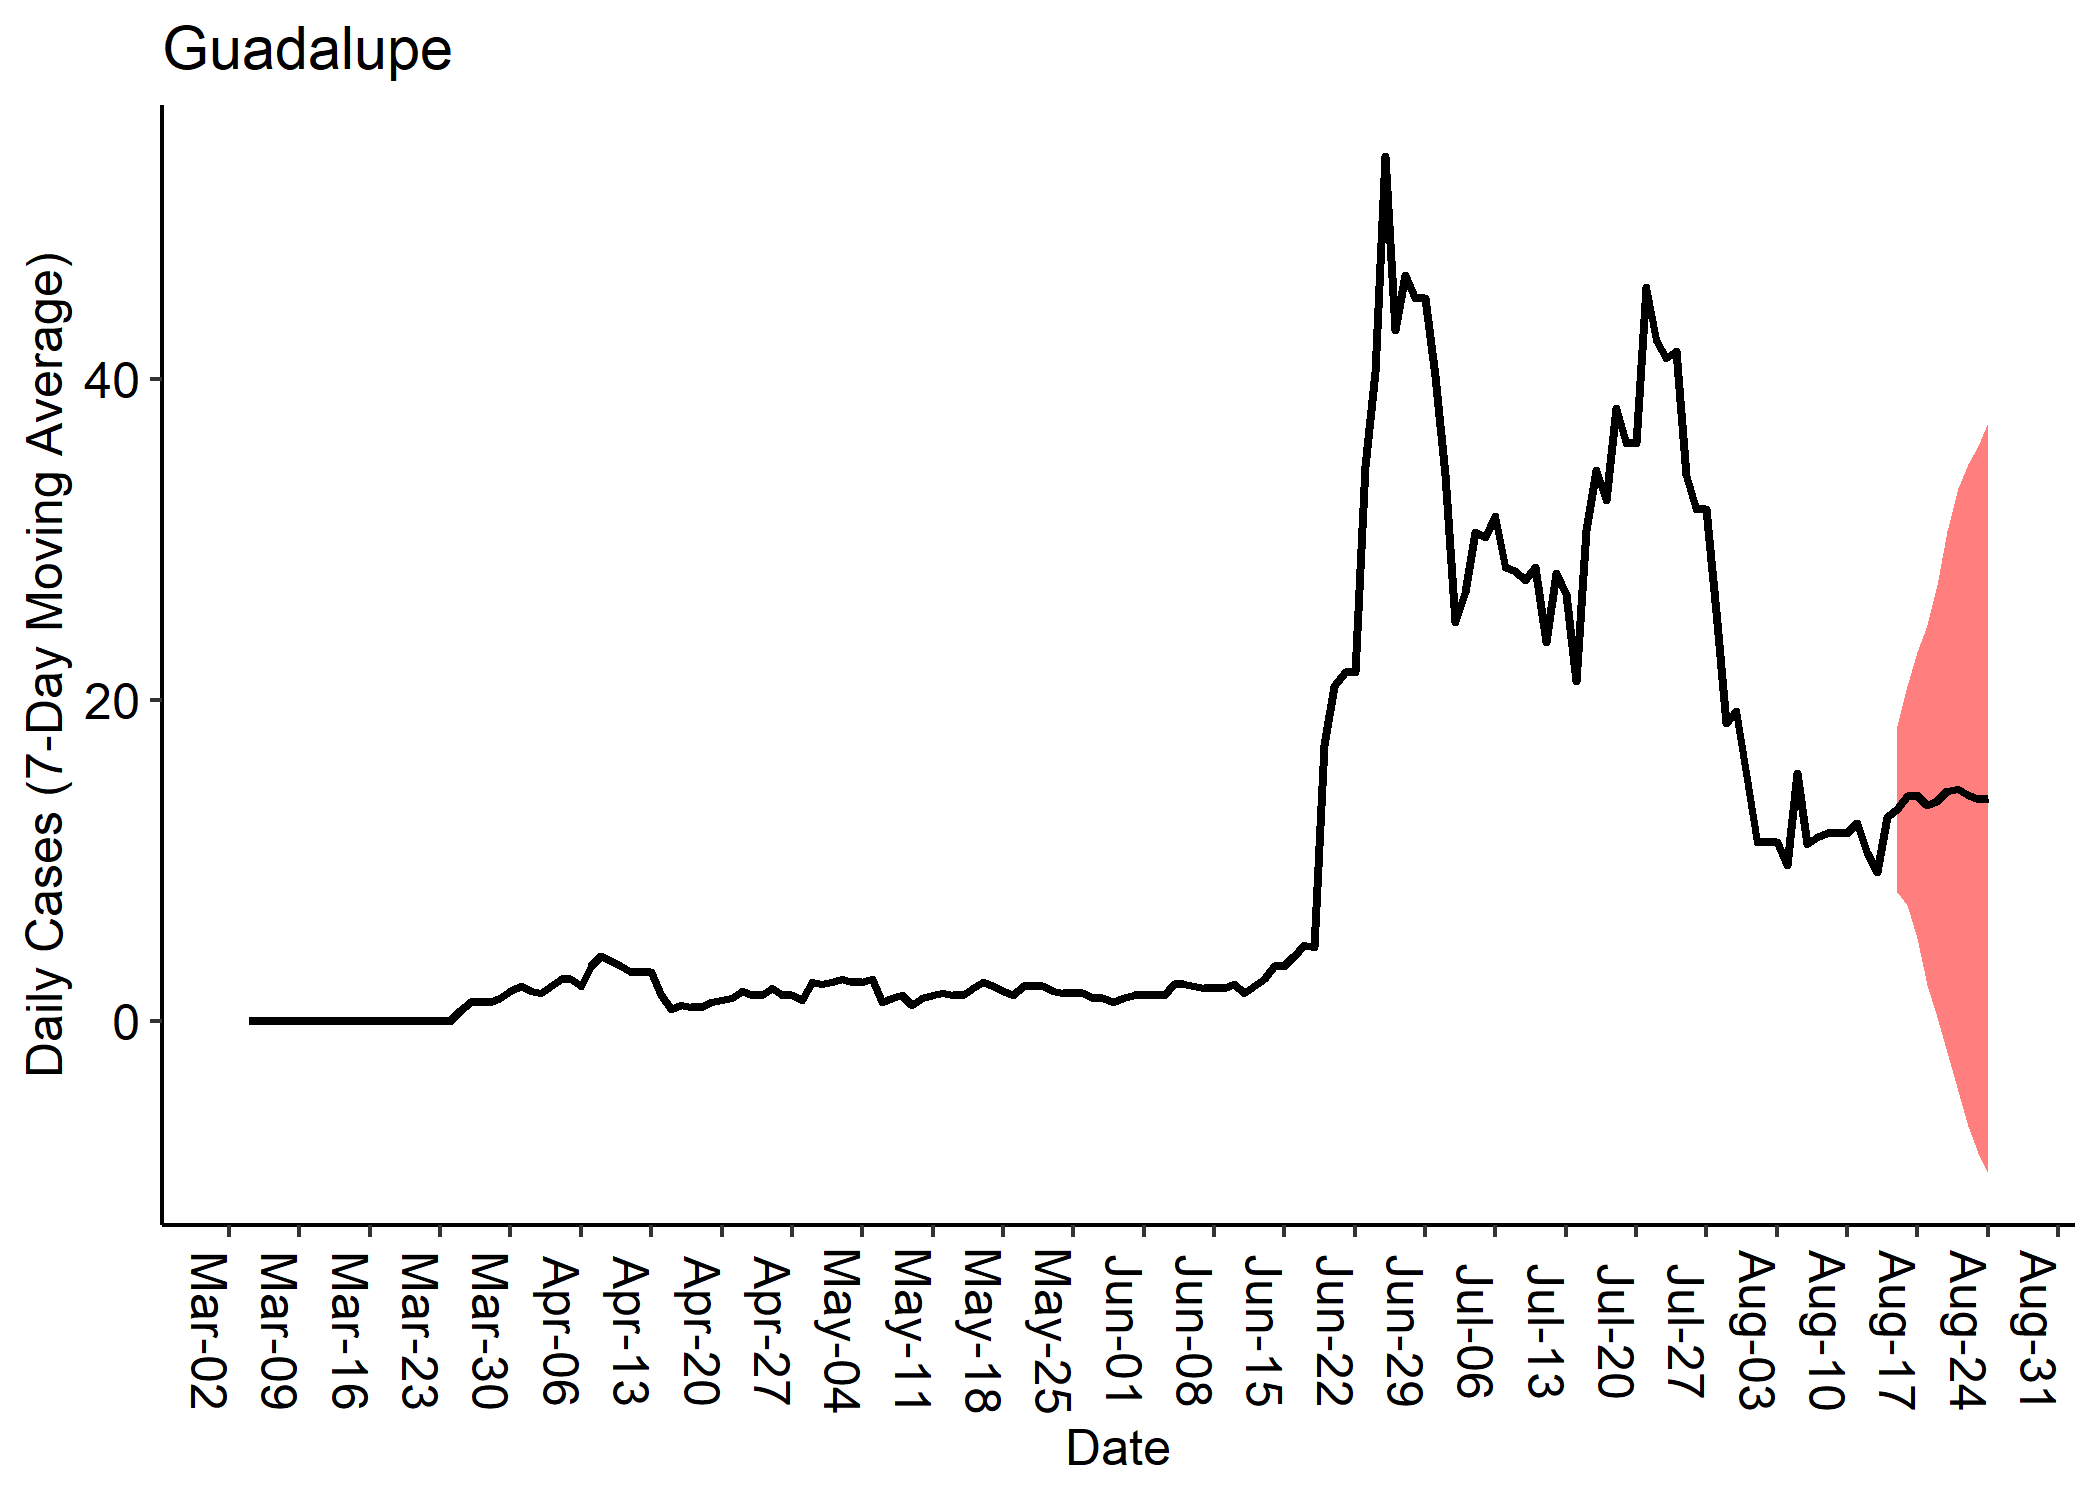 Guadalupe
Daily Cases (7-Day Moving Average)
40
20
0
Mar-02
Mar-09
Mar-16
Mar-23
Mar-30
Apr-06
Apr-13
Apr-20
Apr-27
May-04
May-11
May-18
May-25
Jun-01
Jun-08
Jun-15
Jun-22
Jun-29
Jul-06
Jul-13
Jul-20
Jul-27
Aug-03
Aug-10
Aug-17
Aug-24
Aug-31
Date